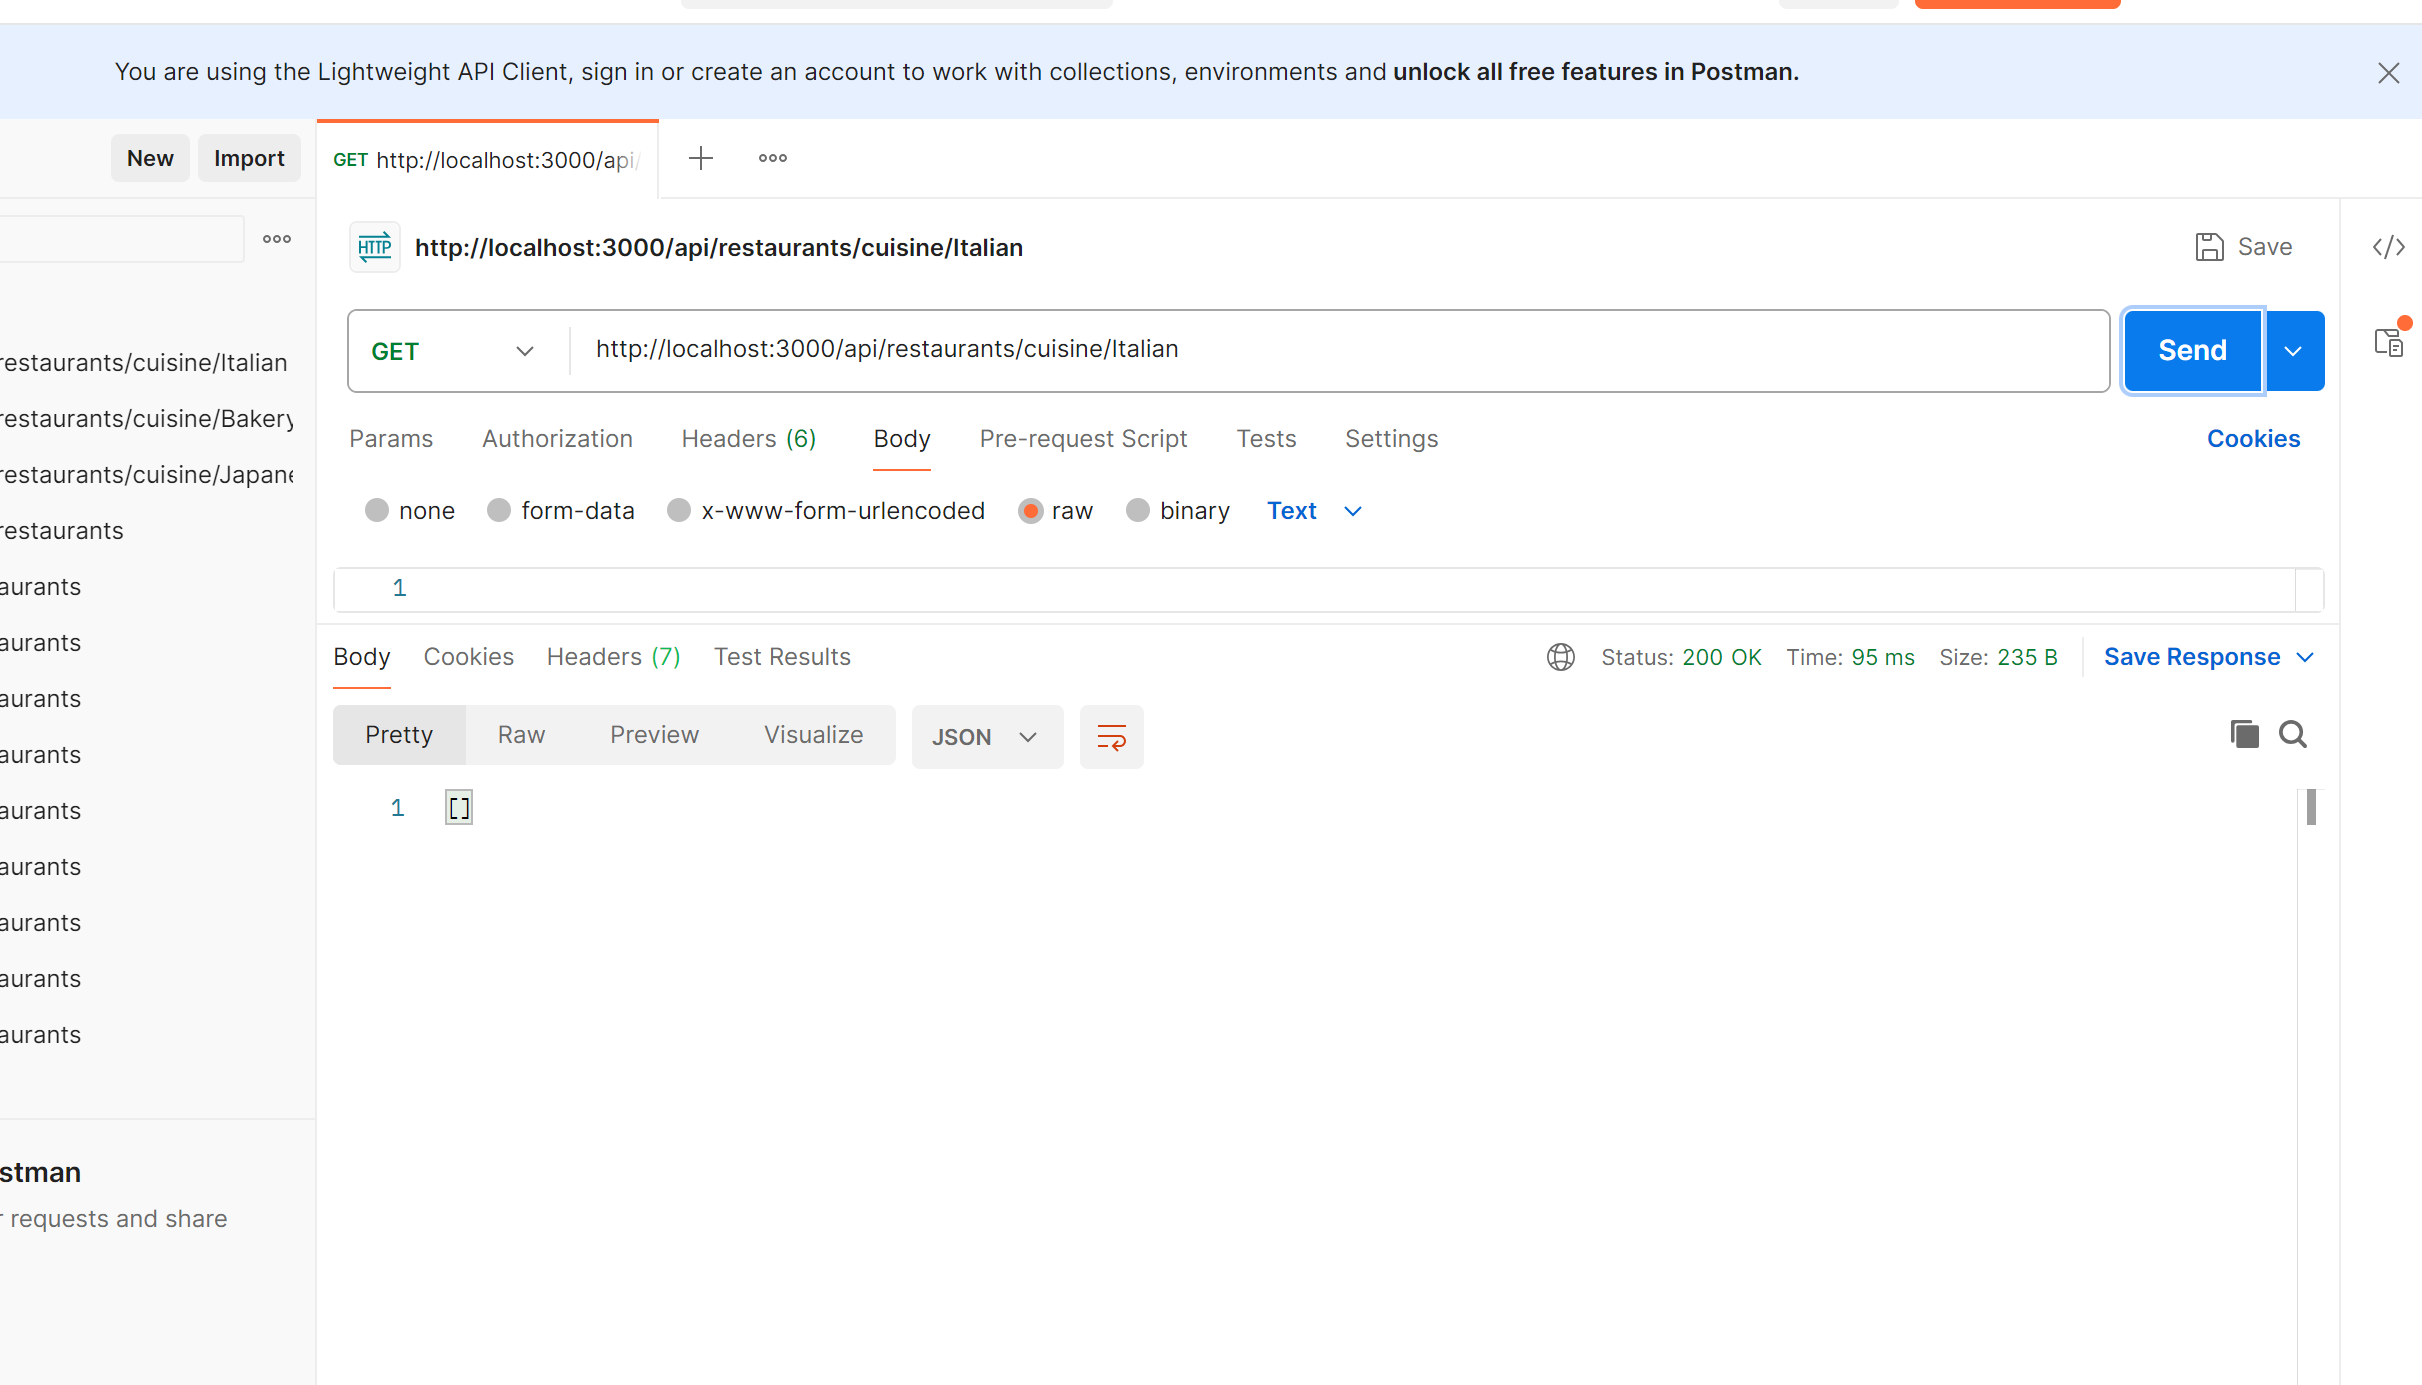 You are using the Lightweight API Client, sign in or create an account to work with collections, environments and unlock all free features in Postman.
New Import
GET http://localhost:3000/api/
HTTP http://localhost:3000/api/restaurants/cuisine/Italian
Save
GET http://localhost:3000/api/restaurants/cuisine/Italian
Send
Params Authorization Headers (6) Body Pre-request Script Tests Settings
Cookies
none form-data x-www-form-urlencoded raw binary Text
1
restaurants/cuisine/Italian
restaurants/cuisine/Bakery
restaurants/cuisine/Japane
restaurants
aurants
aurants
aurants
aurants
aurants
aurants
aurants
aurants
aurants
stman
r requests and share
Body Cookies Headers (7) Test Results
Status: 200 OK Time: 95 ms Size: 235 B Save Response
Pretty Raw Preview Visualize JSON
1 []